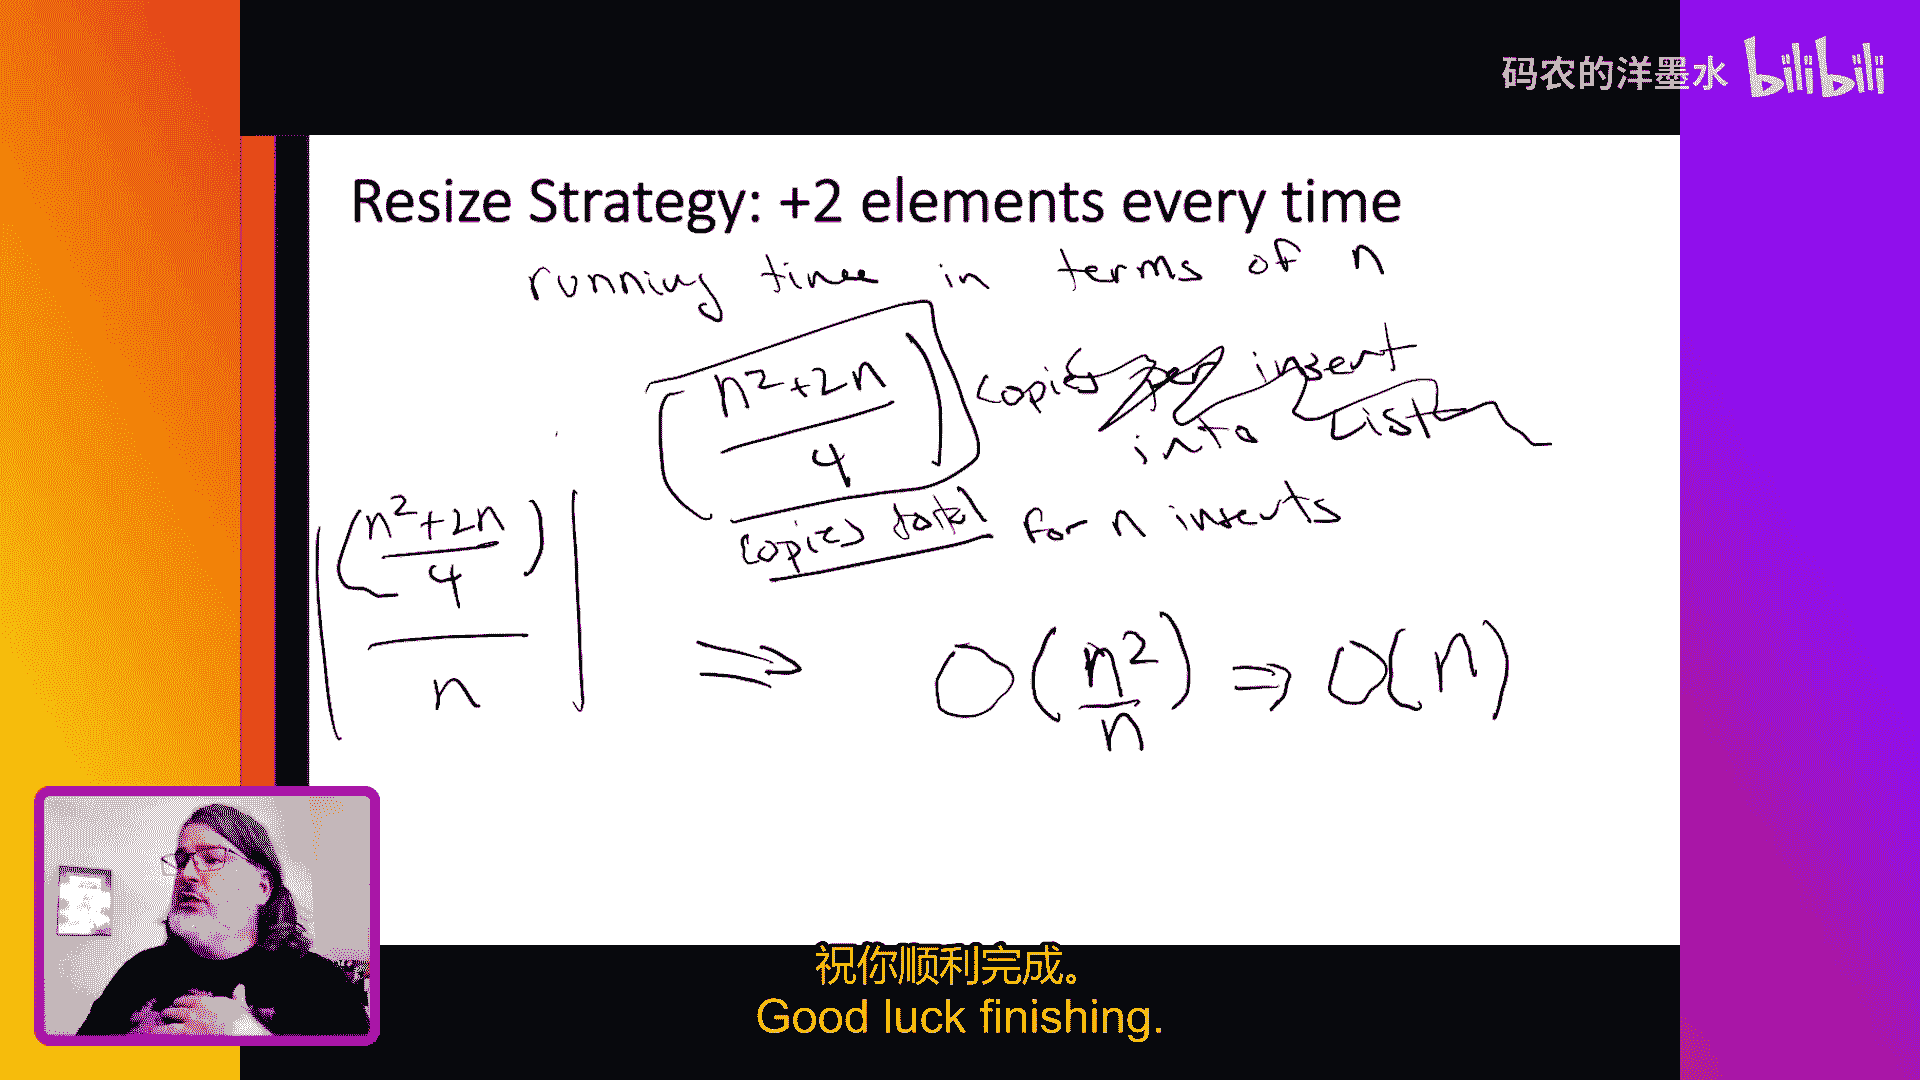 码农的洋墨水 bilibili
Resize Strategy: +2 elements every time
running time in terms of n
(n²+2n / 4) copies per insert
into List
copies total for n inserts
|(n²+2n / 4) / n| ⇒ O(n²/n) ⇒ O(n)
祝你顺利完成。
Good luck finishing.